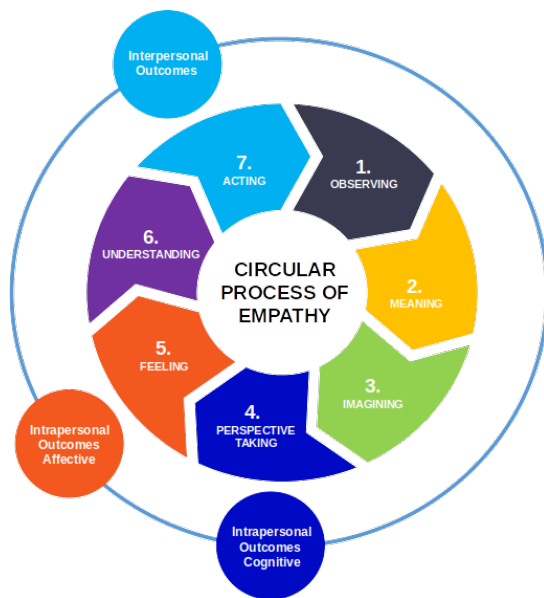 Interpersonal
Outcomes
7.
ACTING
1.
OBSERVING
6.
UNDERSTANDING
CIRCULAR
PROCESS OF
EMPATHY
2.
MEANING
5.
FEELING
3.
IMAGINING
4.
PERSPECTIVE
TAKING
Intrapersonal
Outcomes
Affective
Intrapersonal
Outcomes
Cognitive